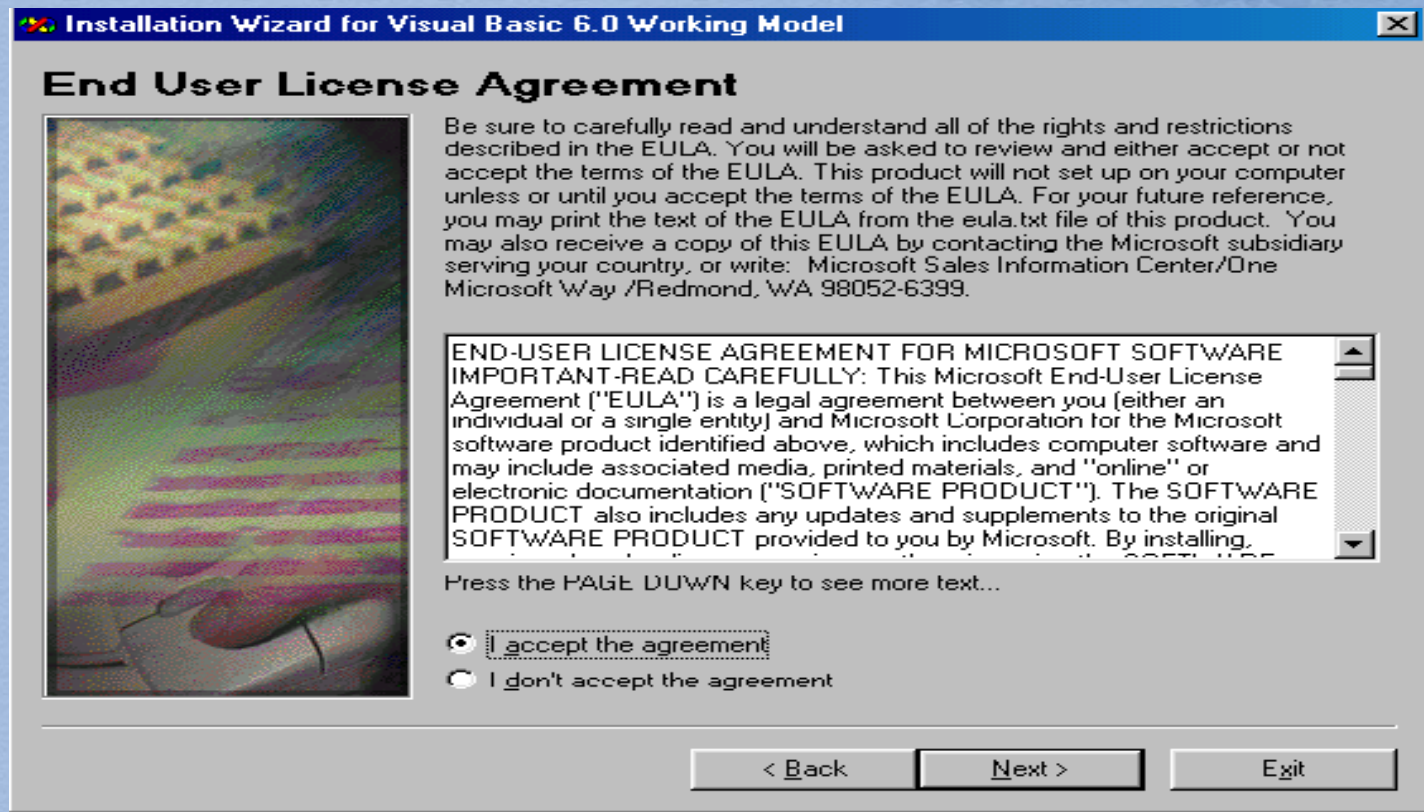 Installation Wizard for Visual Basic 6.0 Working Model
End User License Agreement
Be sure to carefully read and understand all of the rights and restrictions
described in the EULA. You will be asked to review and either accept or not
accept the terms of the EULA. This product will not set up on your computer
unless or until you accept the terms of the EULA. For your future reference,
you may print the text of the EULA from the eula.txt file of this product. You
may also receive a copy of this EULA by contacting the Microsoft subsidiary
serving your country, or write: Microsoft Sales Information Center/One
Microsoft Way /Redmond, WA 98052-6399.
END-USER LICENSE AGREEMENT FOR MICROSOFT SOFTWARE
IMPORTANT-READ CAREFULLY: This Microsoft End-User License
Agreement ("EULA") is a legal agreement between you (either an
individual or a single entity) and Microsoft Corporation for the Microsoft
software product identified above, which includes computer software and
may include associated media, printed materials, and "online" or
electronic documentation ("SOFTWARE PRODUCT"). The SOFTWARE
PRODUCT also includes any updates and supplements to the original
SOFTWARE PRODUCT provided to you by Microsoft. By installing,
Press the PAGE DOWN key to see more text...
I accept the agreement
I don't accept the agreement
< Back
Next >
Exit